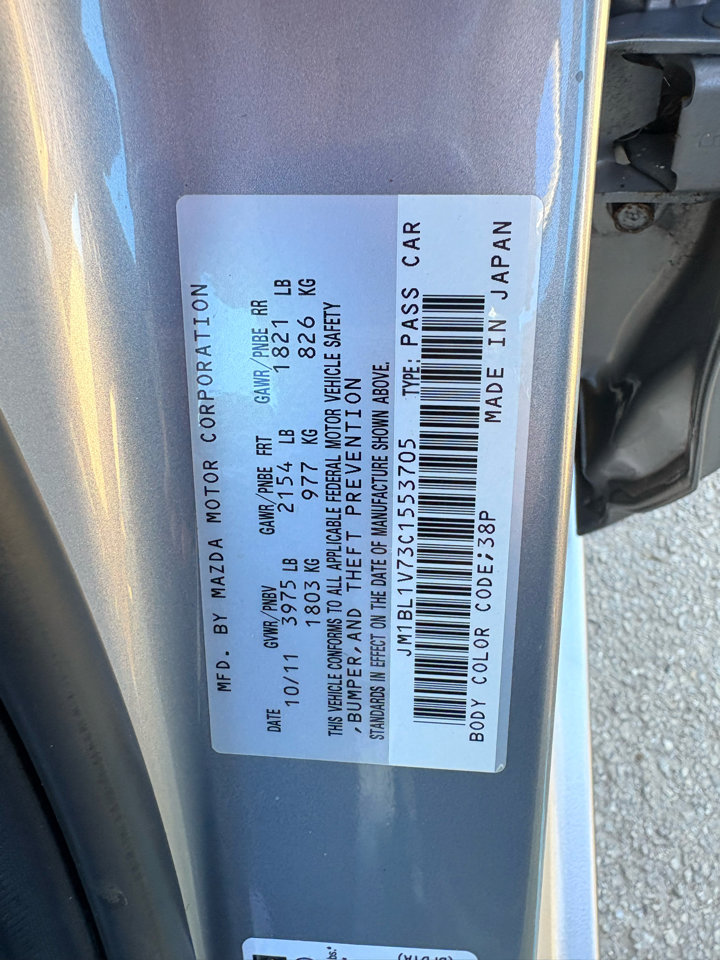 MFD. BY MAZDA MOTOR CORPORATION
DATE GVWR/PNBV GAWR/PNBE FRT GAWR/PNBE RR
10/11 3975 LB 2154 LB 1821 LB
1803 KG 977 KG 826 KG
THIS VEHICLE CONFORMS TO ALL APPLICABLE FEDERAL MOTOR VEHICLE SAFETY
,BUMPER,AND THEFT PREVENTION
STANDARDS IN EFFECT ON THE DATE OF MANUFACTURE SHOWN ABOVE.
JM1BL1V73C1553705 TYPE: PASS CAR
BODY COLOR CODE;38P MADE IN JAPAN